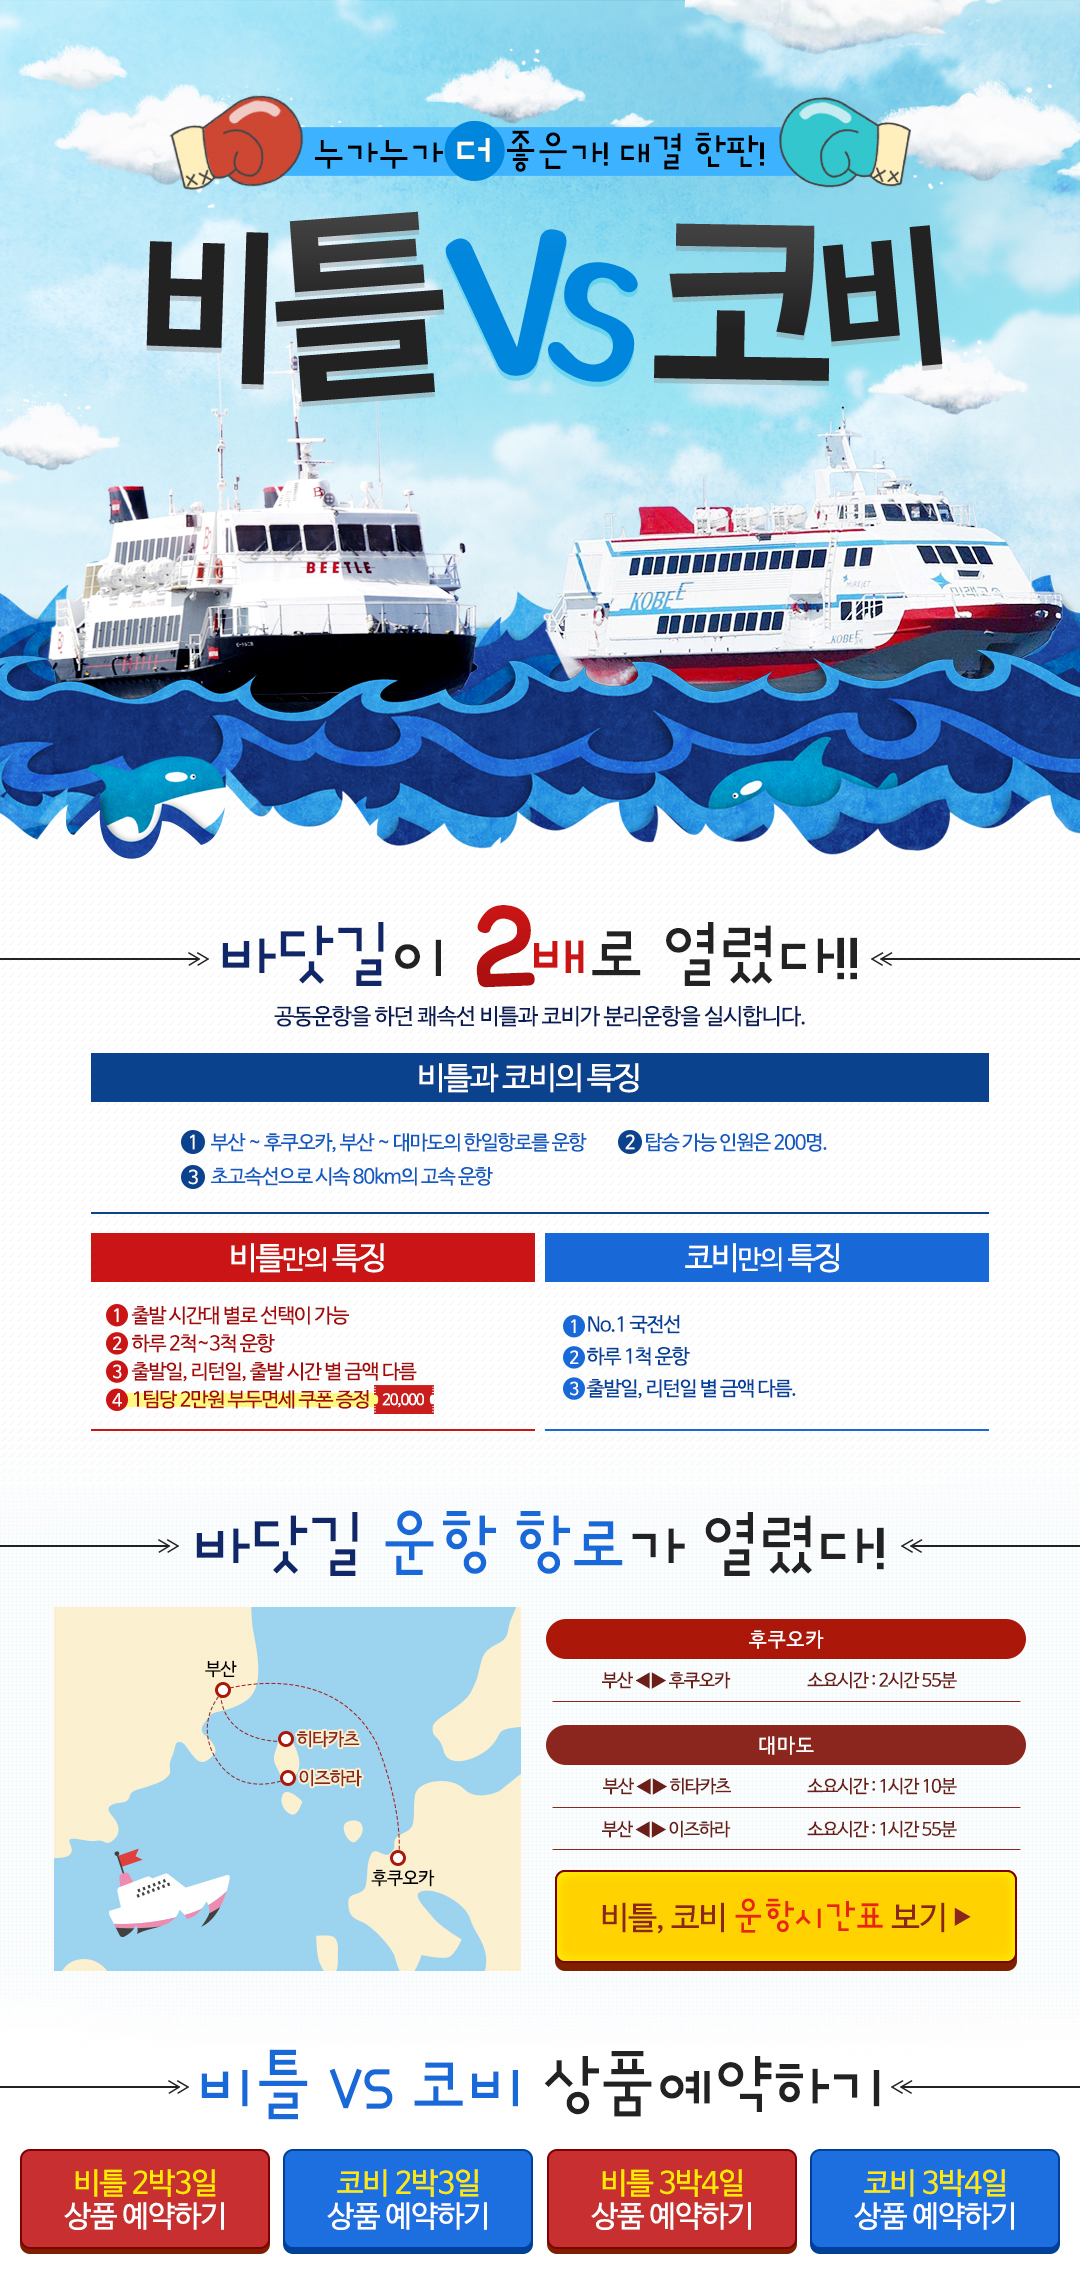 누가누가 더 좋은가! 대결 한판!
비틀 VS 코비
BEETLE
KOBEE
MIREJET
미래고속
KOBEE
바닷길이 2배로 열렸다!!
공동운항을 하던 쾌속선 비틀과 코비가 분리운항을 실시합니다.
비틀과 코비의 특징
1 부산 ~ 후쿠오카, 부산 ~ 대마도의 한일항로를 운항
2 탑승 가능 인원은 200명.
3 초고속선으로 시속 80km의 고속 운항
비틀만의 특징
1 출발 시간대 별로 선택이 가능
2 하루 2척~3척 운항
3 출발일, 리턴일, 출발 시간 별 금액 다름
4 1팀당 2만원 부두면세 쿠폰 증정 20,000
코비만의 특징
1 No.1 국전선
2 하루 1척 운항
3 출발일, 리턴일 별 금액 다름.
바닷길 운항 항로가 열렸다!
부산
히타카츠
이즈하라
후쿠오카
후쿠오카
부산 ◀▶ 후쿠오카 소요시간 : 2시간 55분
대마도
부산 ◀▶ 히타카츠 소요시간 : 1시간 10분
부산 ◀▶ 이즈하라 소요시간 : 1시간 55분
비틀, 코비 운항시간표 보기 ▶
비틀 VS 코비 상품예약하기
비틀 2박3일
상품 예약하기
코비 2박3일
상품 예약하기
비틀 3박4일
상품 예약하기
코비 3박4일
상품 예약하기